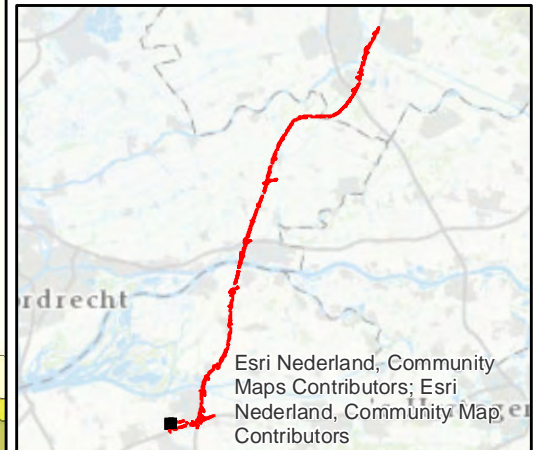 ordrecht
Esri Nederland, Community
Maps Contributors; Esri
Nederland, Community Map
Contributors